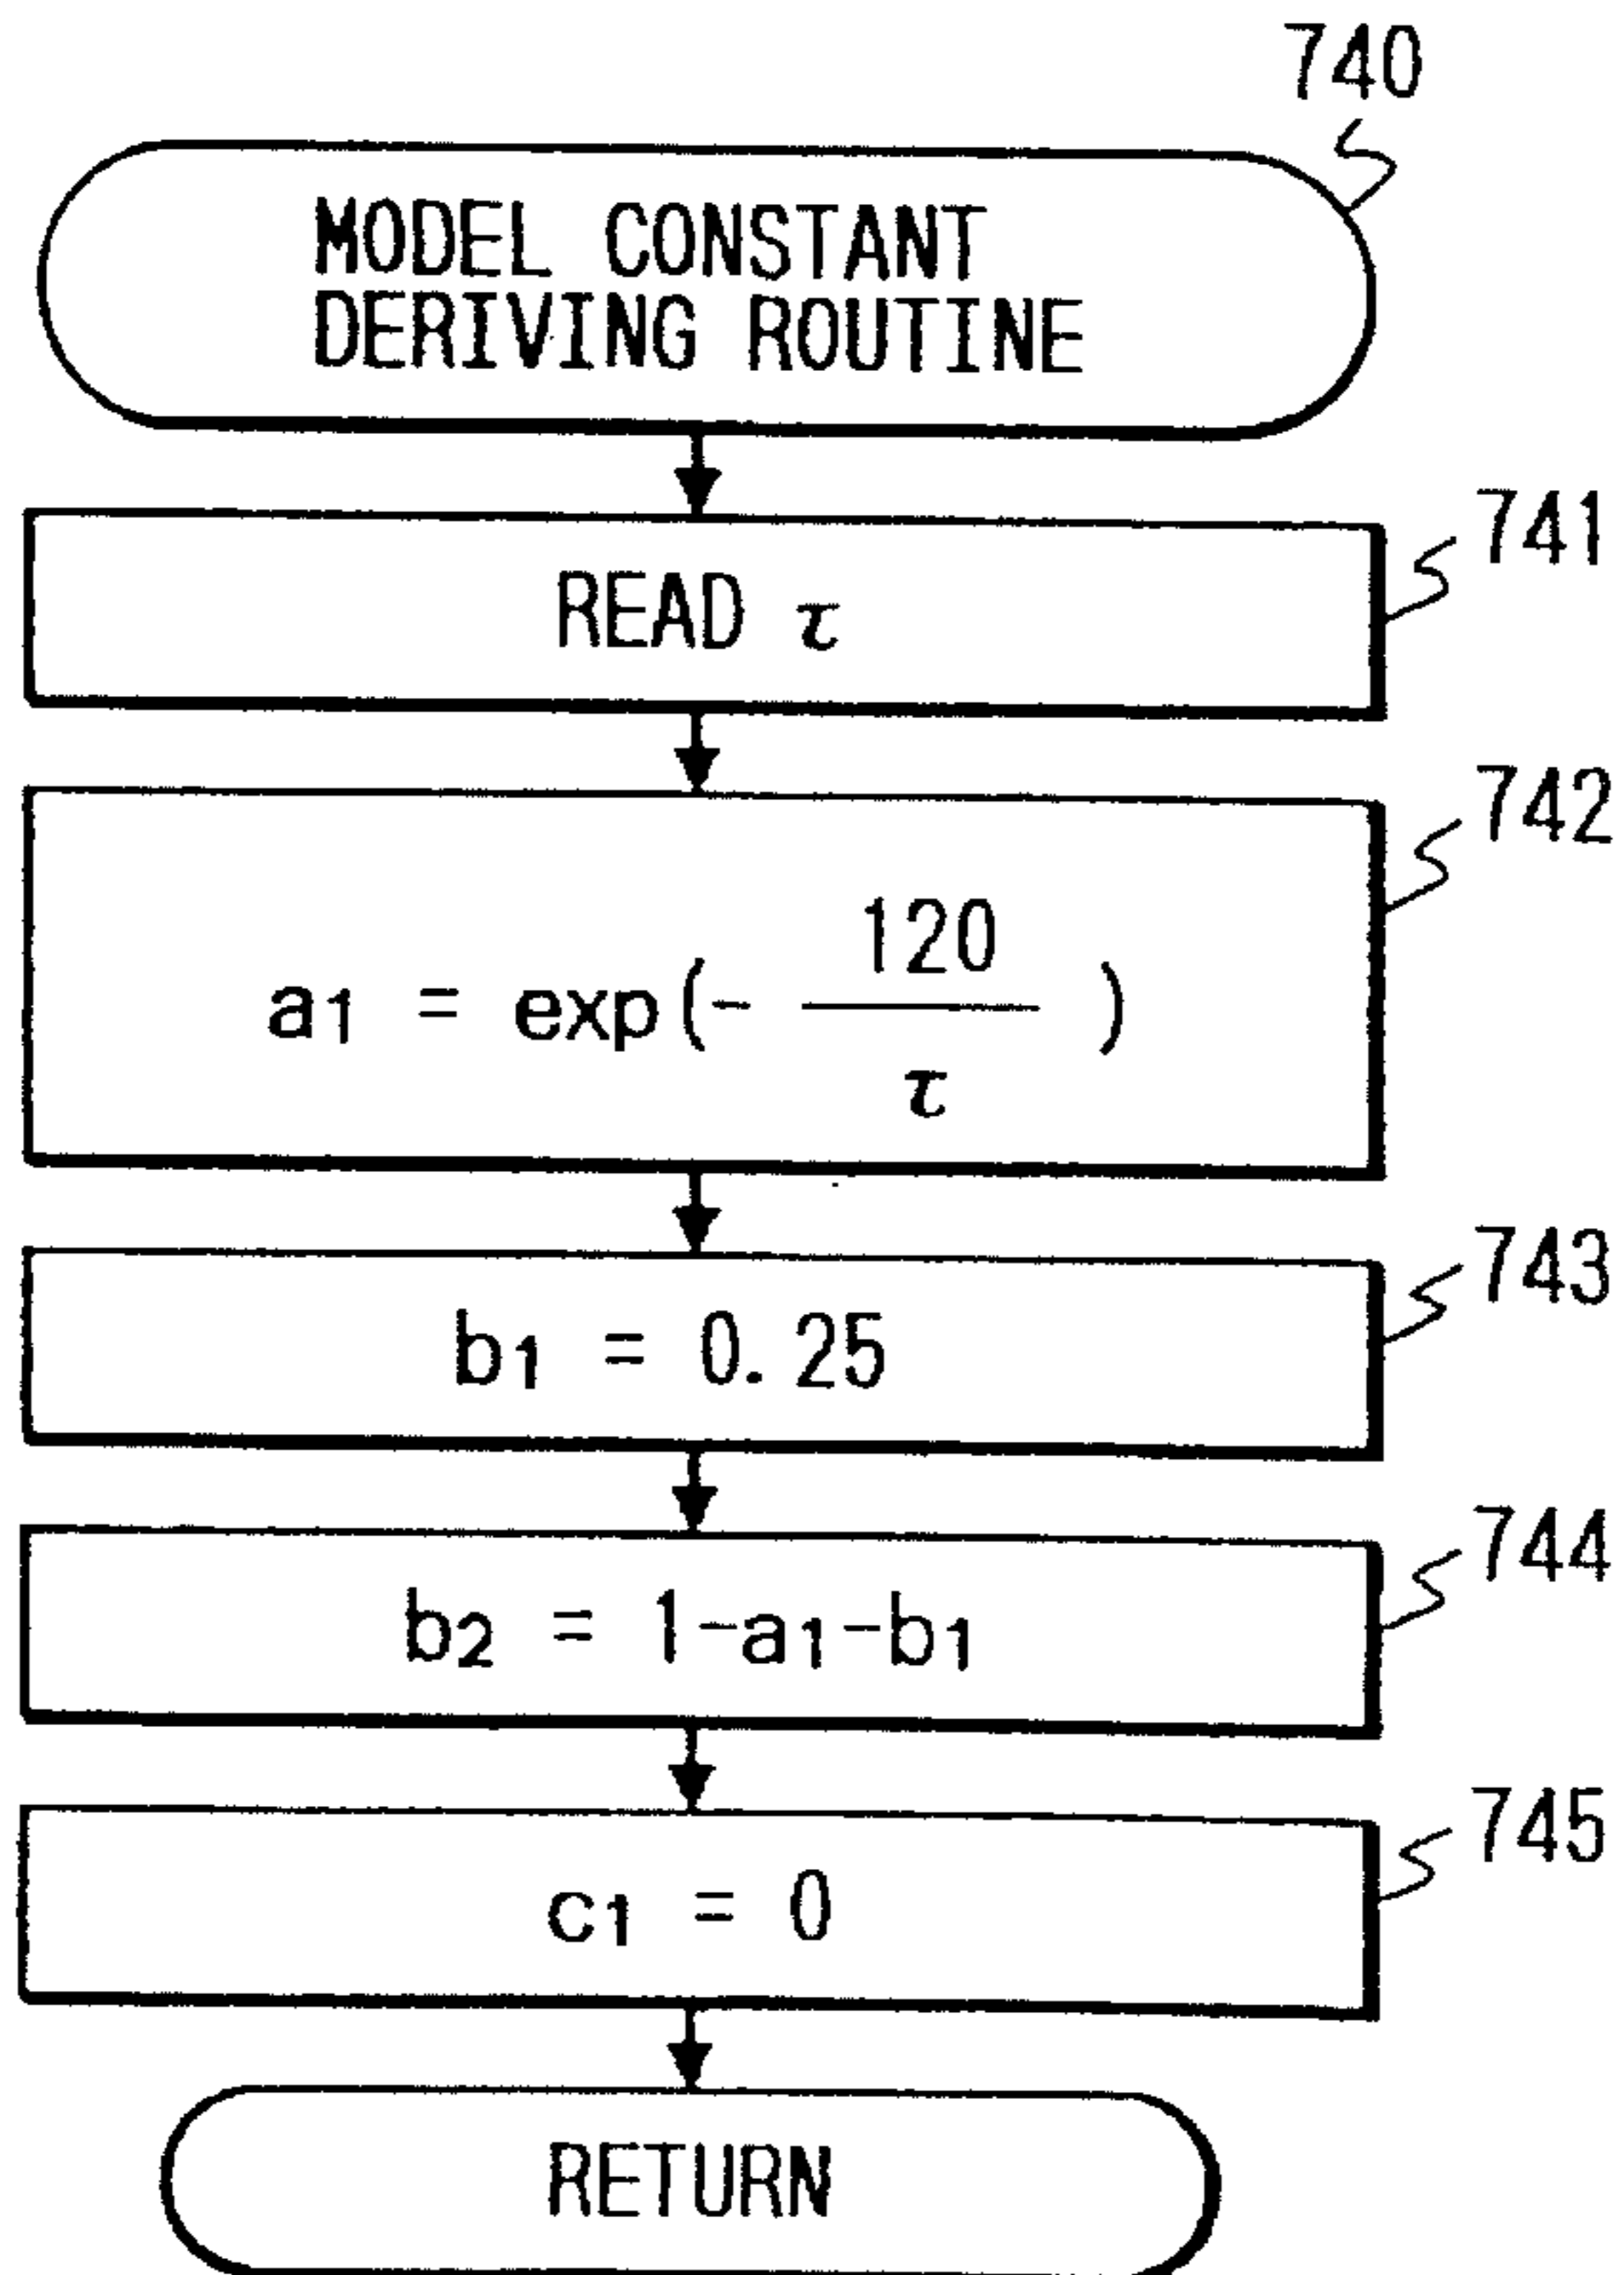 740
MODEL CONSTANT
DERIVING ROUTINE
741
READ τ
742
a1 = exp(- 120/τ )
743
b1 = 0.25
744
b2 = 1-a1-b1
745
c1 = 0
RETURN